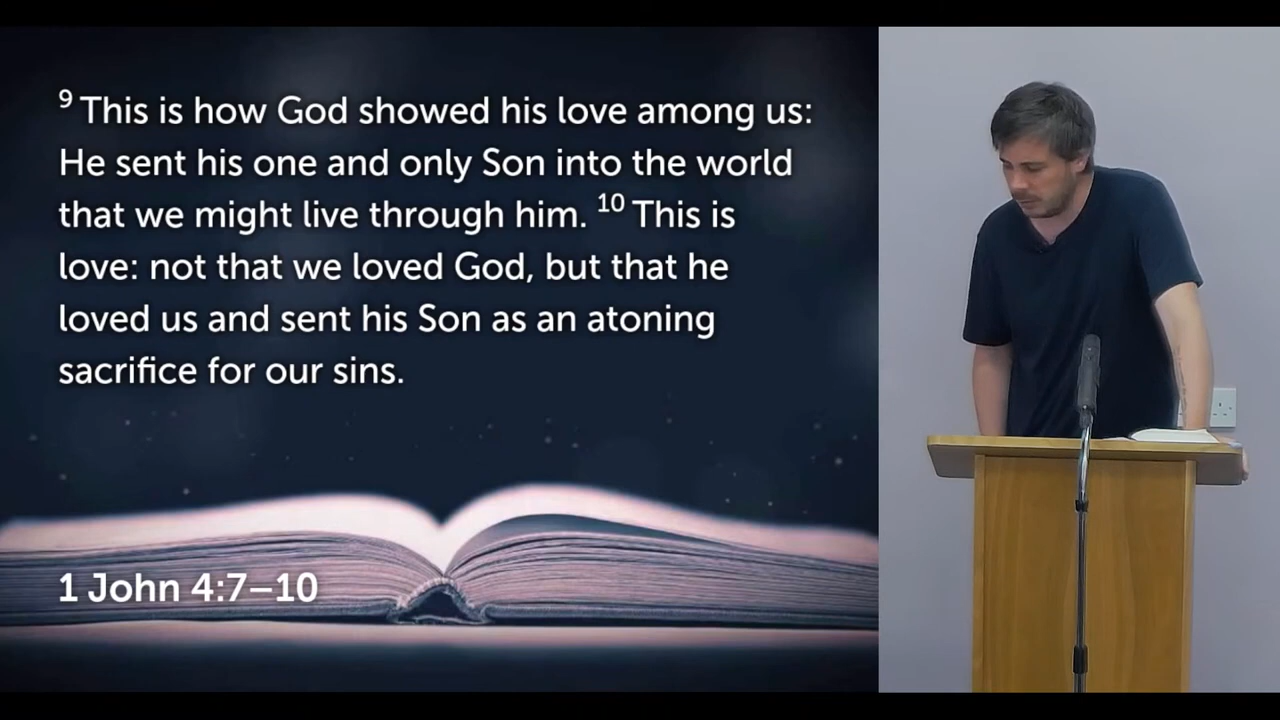 ⁹ This is how God showed his love among us:
He sent his one and only Son into the world
that we might live through him. ¹⁰ This is
love: not that we loved God, but that he
loved us and sent his Son as an atoning
sacrifice for our sins.
1 John 4:7–10